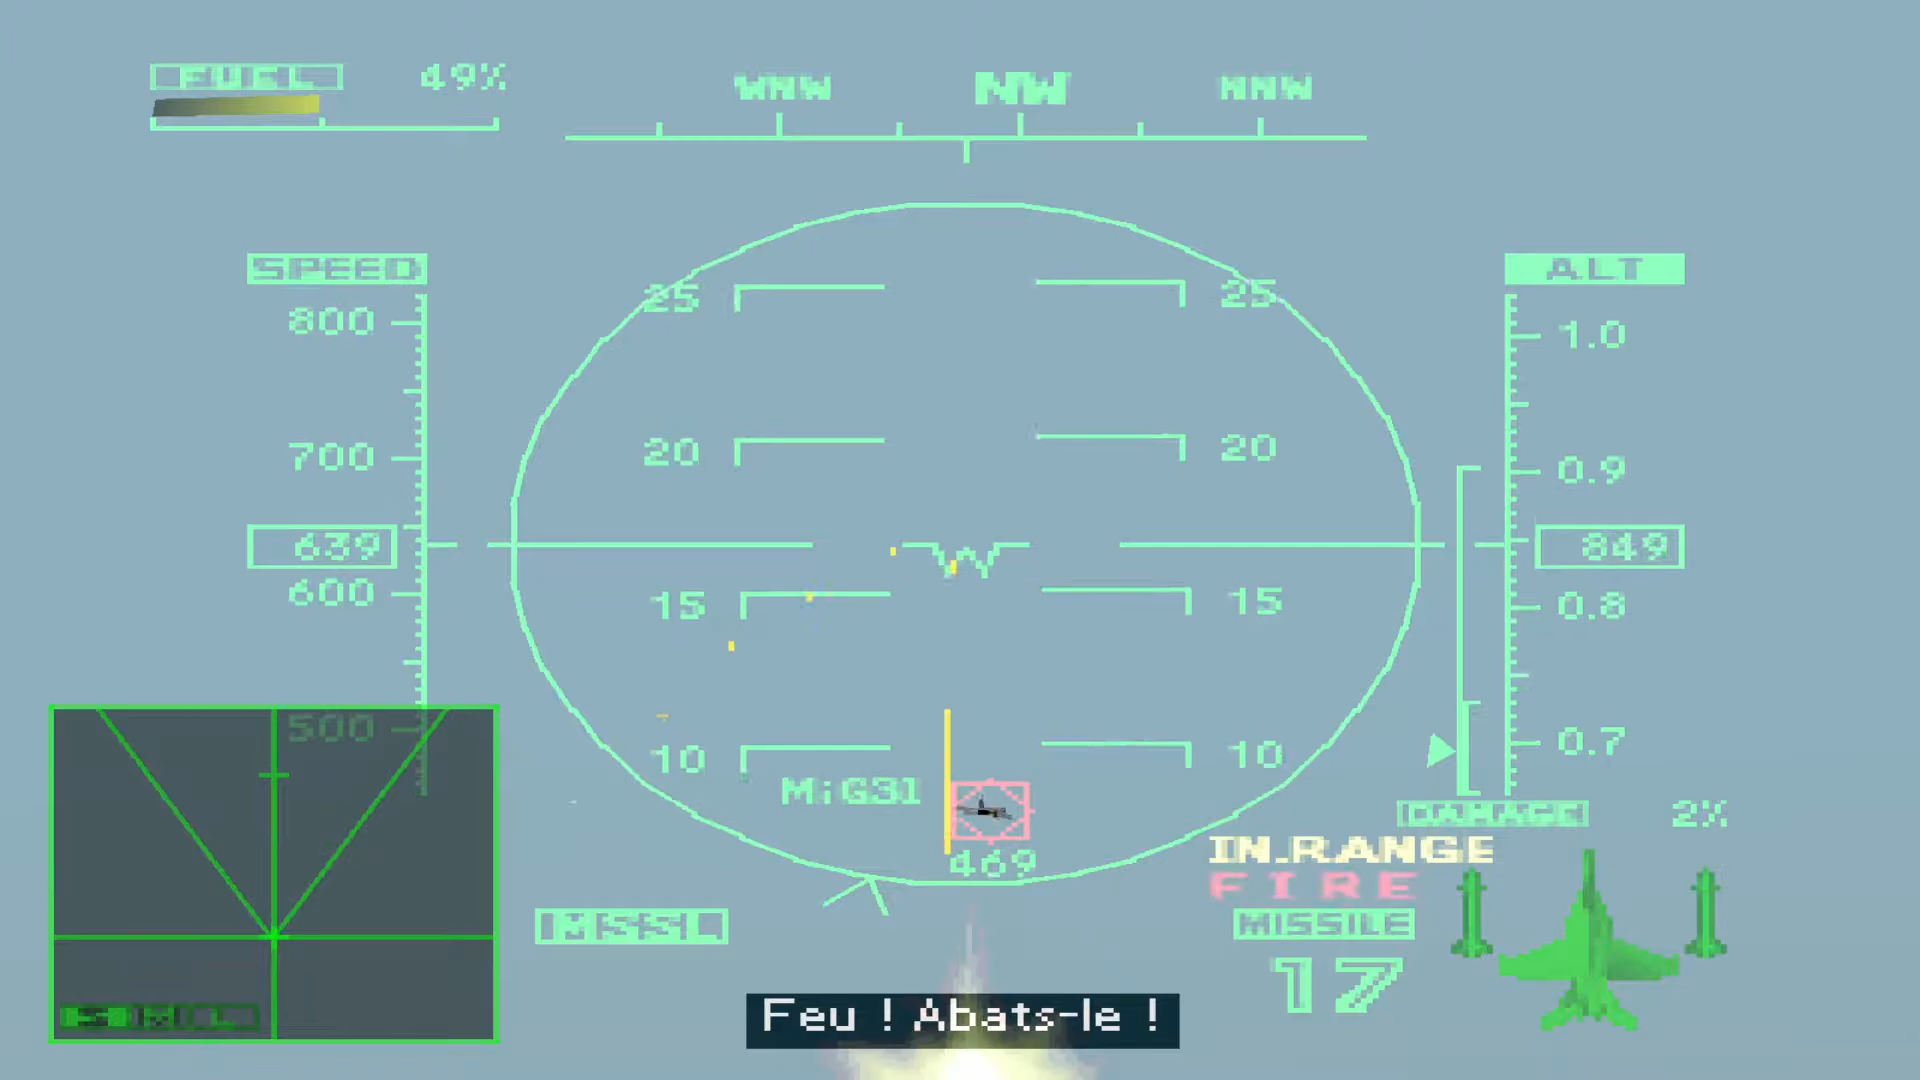 FUEL 49%
WNW NW NNW
SPEED
ALT
800
700
639
600
500
1.0
0.9
849
0.8
0.7
25 25
20 20
15 15
10 10
MiG31
469
DAMAGE 2%
IN.RANGE
FIRE
MISSILE
17
Feu ! Abats-le !